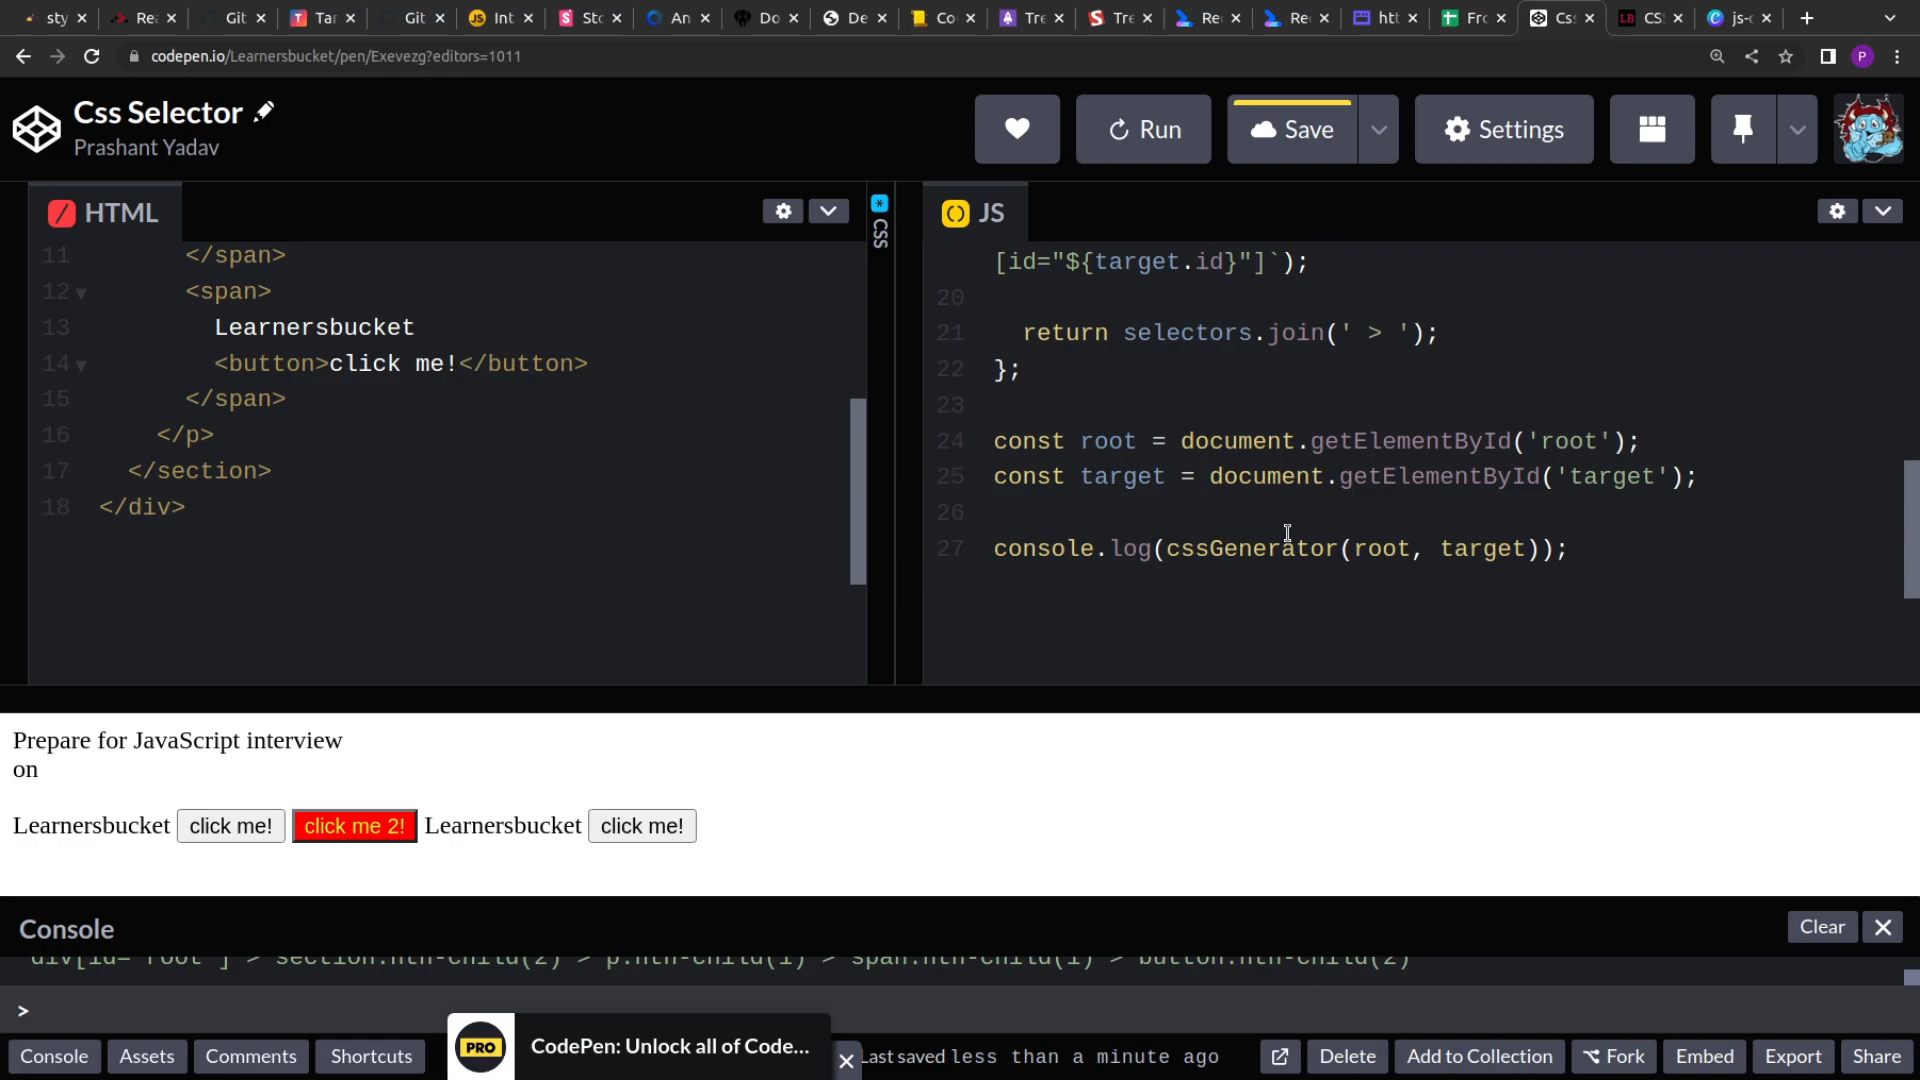 sty
Rea
Git
Tar
Git
Int
Sto
An
Do
De
Co
Tre
Tre
Re
Re
htt
Fro
Cs
CS
js-
codepen.io/Learnersbucket/pen/Exevezg?editors=1011
P
Css Selector
Prashant Yadav
Run
Save
Settings
HTML
11 </span>
12 <span>
13 Learnersbucket
14 <button>click me!</button>
15 </span>
16 </p>
17 </section>
18 </div>
CSS
JS
[id="${target.id}"]`);
20
21 return selectors.join(' > ');
22 };
23
24 const root = document.getElementById('root');
25 const target = document.getElementById('target');
26
27 console.log(cssGenerator(root, target));
Prepare for JavaScript interview
on
Learnersbucket click me! click me 2! Learnersbucket click me!
Console
Clear
div[id="root"] > section:nth-child(2) > p:nth-child(1) > span:nth-child(1) > button:nth-child(2)
>
Console Assets Comments Shortcuts
PRO CodePen: Unlock all of Code...
Last saved less than a minute ago
Delete Add to Collection Fork Embed Export Share